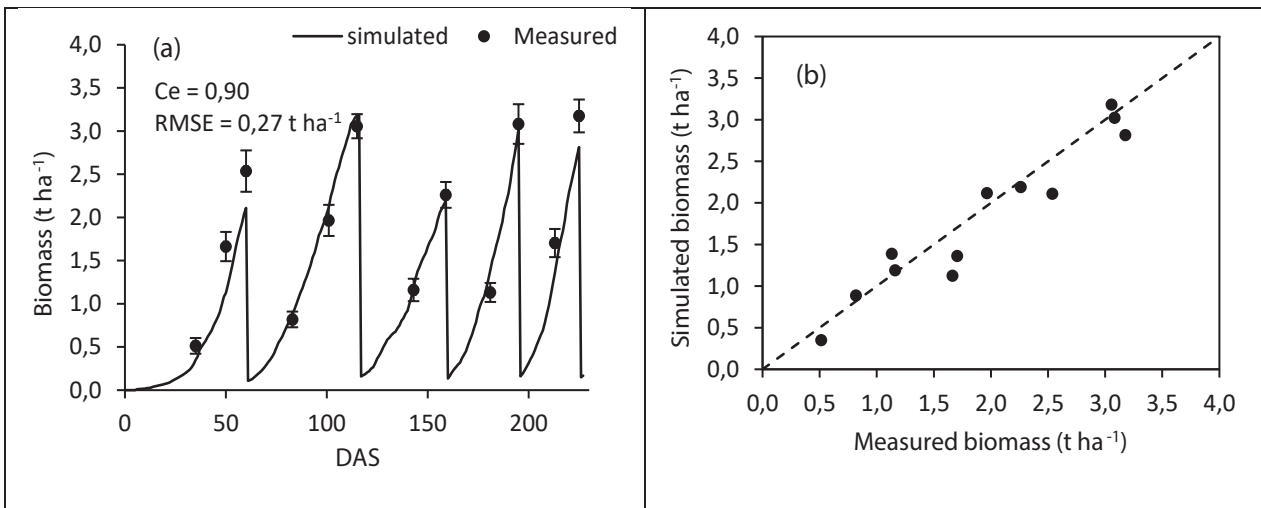 (a)
simulated
Measured
Ce = 0,90
RMSE = 0,27 t ha⁻¹
Biomass (t ha⁻¹)
4,0
3,5
3,0
2,5
2,0
1,5
1,0
0,5
0,0
0 50 100 150 200
DAS
(b)
Simulated biomass (t ha⁻¹)
4,0
3,5
3,0
2,5
2,0
1,5
1,0
0,5
0,0
0,0 0,5 1,0 1,5 2,0 2,5 3,0 3,5 4,0
Measured biomass (t ha⁻¹)